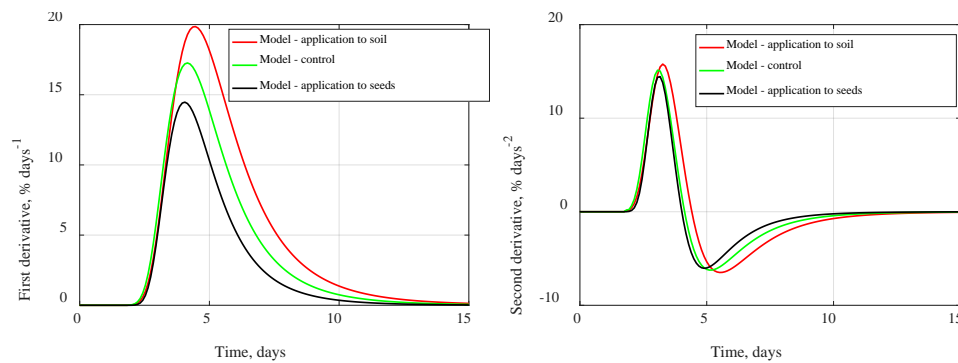 First derivative, % days-1
20
15
10
5
0
0
5
10
15
Time, days
Model - application to soil
Model - control
Model - application to seeds
Second derivative, % days-2
20
10
0
-10
0
5
10
15
Time, days
Model - application to soil
Model - control
Model - application to seeds